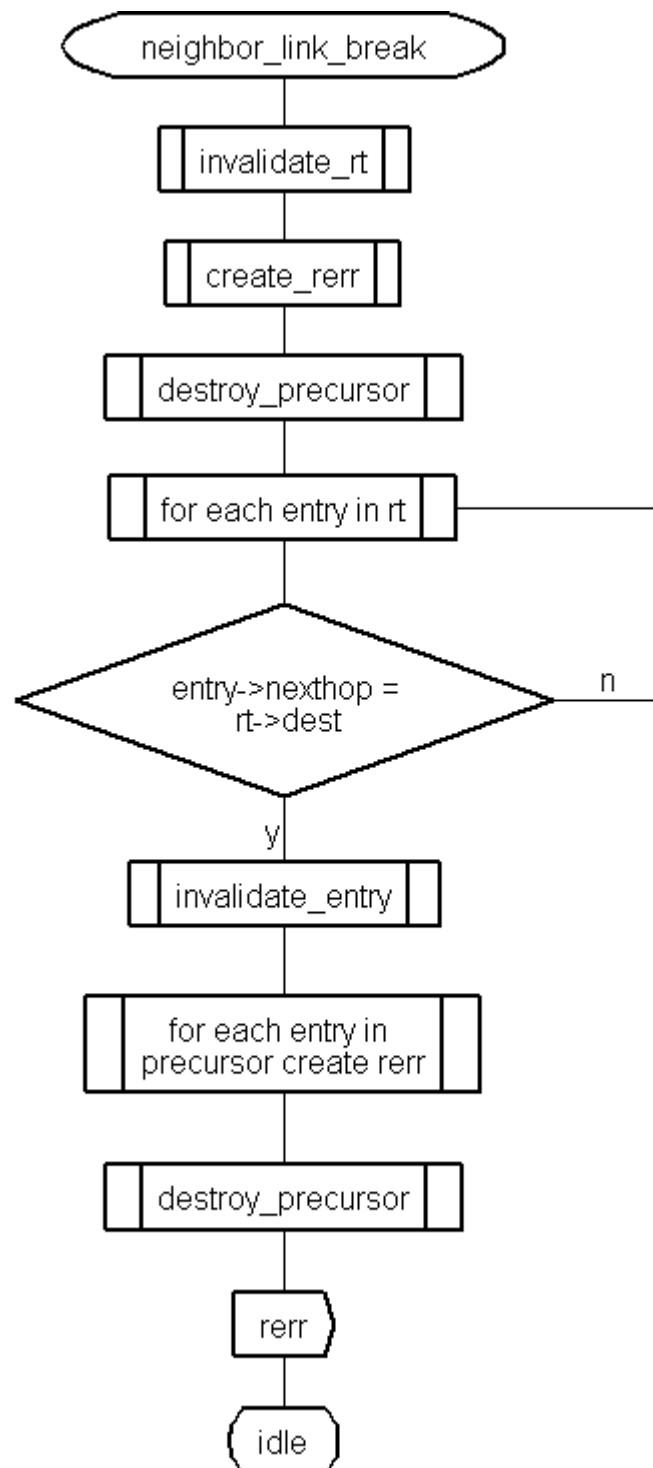 neighbor_link_break
invalidate_rt
create_rerr
destroy_precursor
for each entry in rt
entry->nexthop =
rt->dest
n
y
invalidate_entry
for each entry in
precursor create rerr
destroy_precursor
rerr
idle